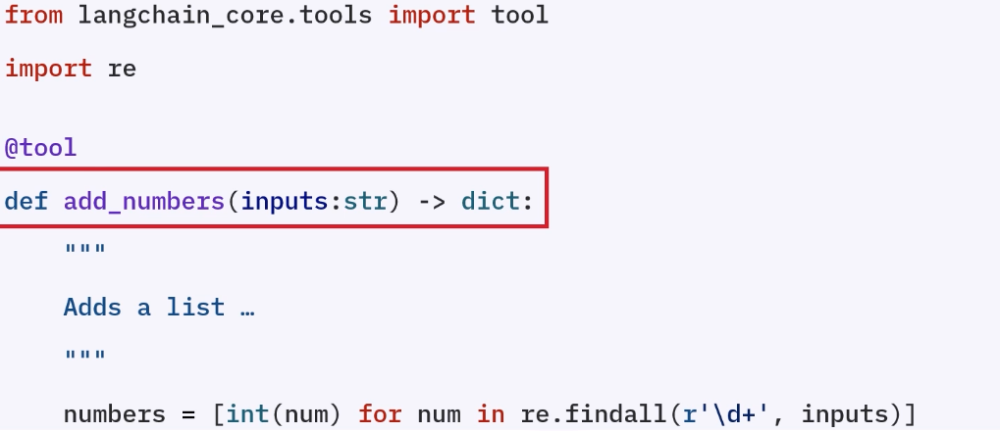 from langchain_core.tools import tool
import re
@tool
def add_numbers(inputs:str) -> dict:
"""
Adds a list …
"""
numbers = [int(num) for num in re.findall(r'\d+', inputs)]